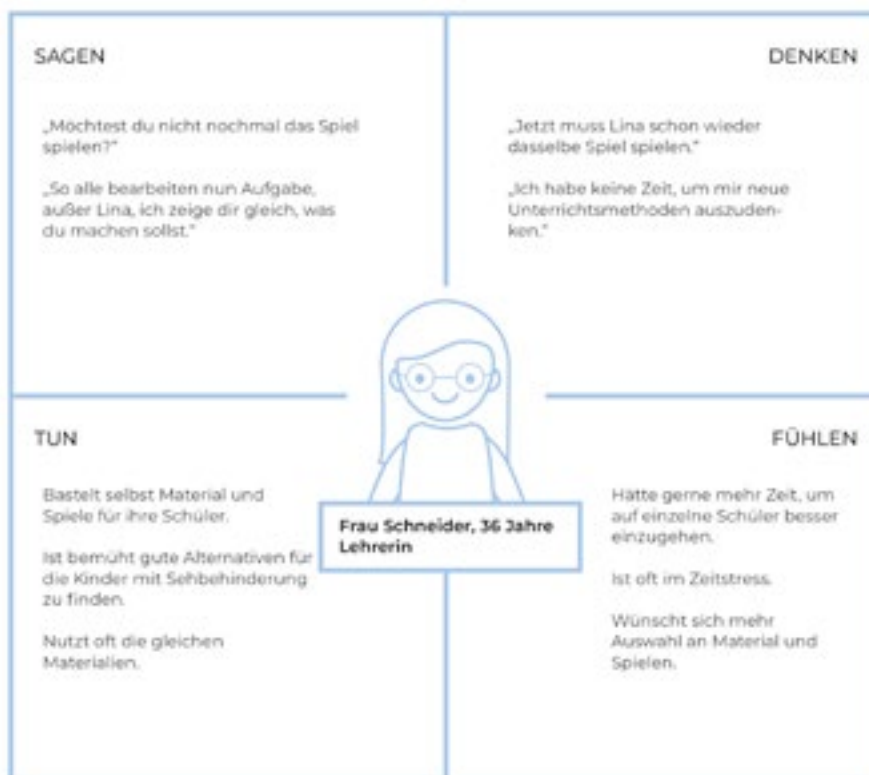 SAGEN
„Möchtest du nicht nochmal das Spiel
spielen?“
„So alle bearbeiten nun Aufgabe,
außer Lina, ich zeige dir gleich, was
du machen sollst.“
DENKEN
„Jetzt muss Lina schon wieder
dasselbe Spiel spielen.“
„Ich habe keine Zeit, um mir neue
Unterrichtsmethoden auszuden-
ken.“
Frau Schneider, 36 Jahre
Lehrerin
TUN
Bastelt selbst Material und
Spiele für ihre Schüler.
Ist bemüht gute Alternativen für
die Kinder mit Sehbehinderung
zu finden.
Nutzt oft die gleichen
Materialien.
FÜHLEN
Hätte gerne mehr Zeit, um
auf einzelne Schüler besser
einzugehen.
Ist oft im Zeitstress.
Wünscht sich mehr
Auswahl an Material und
Spielen.